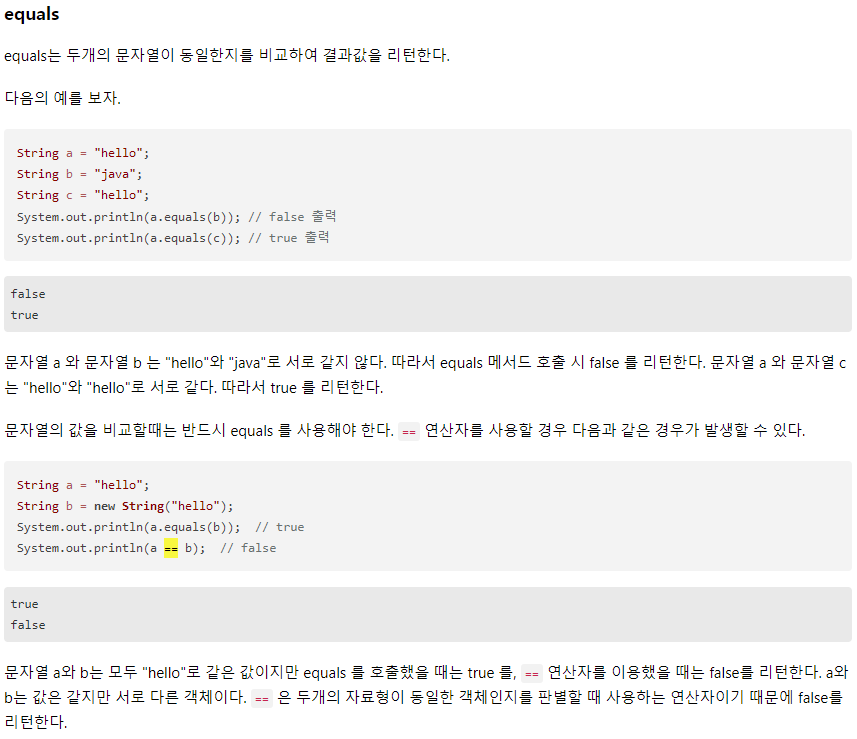 equals
equals는 두개의 문자열이 동일한지를 비교하여 결과값을 리턴한다.
다음의 예를 보자.
String a = "hello";
String b = "java";
String c = "hello";
System.out.println(a.equals(b)); // false 출력
System.out.println(a.equals(c)); // true 출력
false
true
문자열 a 와 문자열 b 는 "hello"와 "java"로 서로 같지 않다. 따라서 equals 메서드 호출 시 false 를 리턴한다. 문자열 a 와 문자열 c
는 "hello"와 "hello"로 서로 같다. 따라서 true 를 리턴한다.
문자열의 값을 비교할때는 반드시 equals 를 사용해야 한다. == 연산자를 사용할 경우 다음과 같은 경우가 발생할 수 있다.
String a = "hello";
String b = new String("hello");
System.out.println(a.equals(b));  // true
System.out.println(a == b);  // false
true
false
문자열 a와 b는 모두 "hello"로 같은 값이지만 equals 를 호출했을 때는 true 를, == 연산자를 이용했을 때는 false를 리턴한다. a와
b는 값은 같지만 서로 다른 객체이다. == 은 두개의 자료형이 동일한 객체인지를 판별할 때 사용하는 연산자이기 때문에 false를
리턴한다.